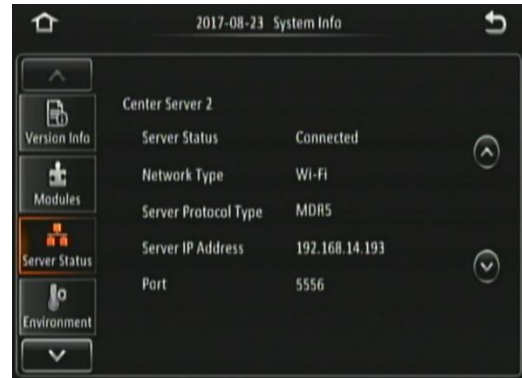 2017-08-23 System Info
Version Info
Modules
Server Status
Environment
Center Server 2
Server Status Connected
Network Type Wi-Fi
Server Protocol Type MDR5
Server IP Address 192.168.14.193
Port 5556